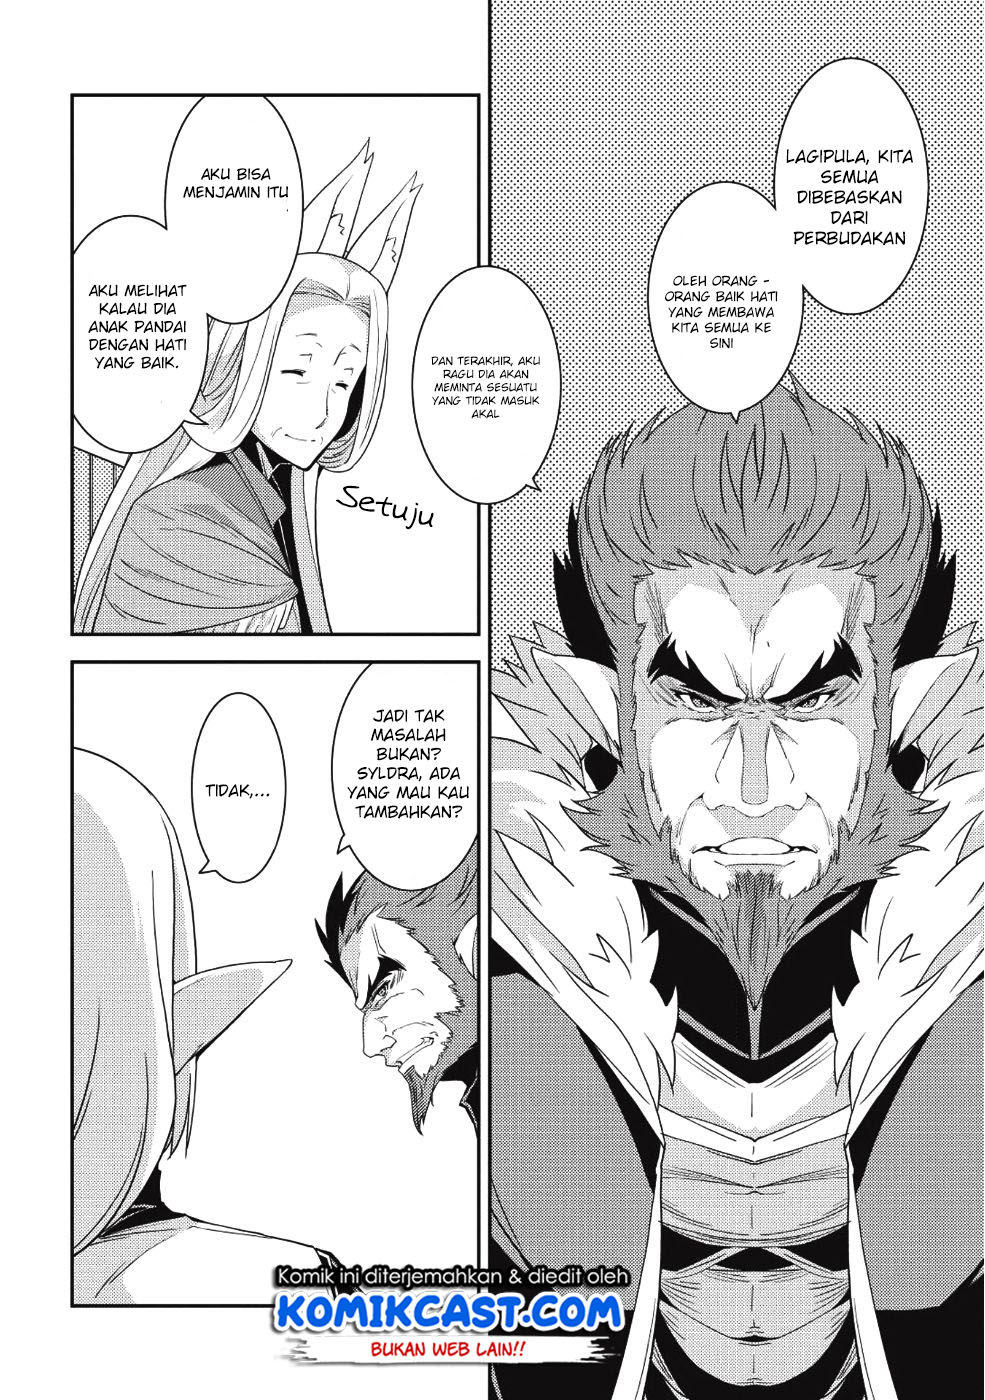 LAGIPULA, KITA
SEMUA
DIBEBASKAN
DARI
PERBUDAKAN
OLEH ORANG -
ORANG BAIK HATI
YANG MEMBAWA
KITA SEMUA KE
SINI
DAN TERAKHIR, AKU
RAGU DIA AKAN
MEMINTA SESUATU
YANG TIDAK MASUK
AKAL
AKU BISA
MENJAMIN ITU
AKU MELIHAT
KALAU DIA
ANAK PANDAI
DENGAN HATI
YANG BAIK.
Setuju
JADI TAK
MASALAH
BUKAN?
SYLDRA, ADA
YANG MAU KAU
TAMBAHKAN?
TIDAK,...
Komik ini diterjemahkan & diedit oleh
KOMIKCAST.COM
BUKAN WEB LAIN!!